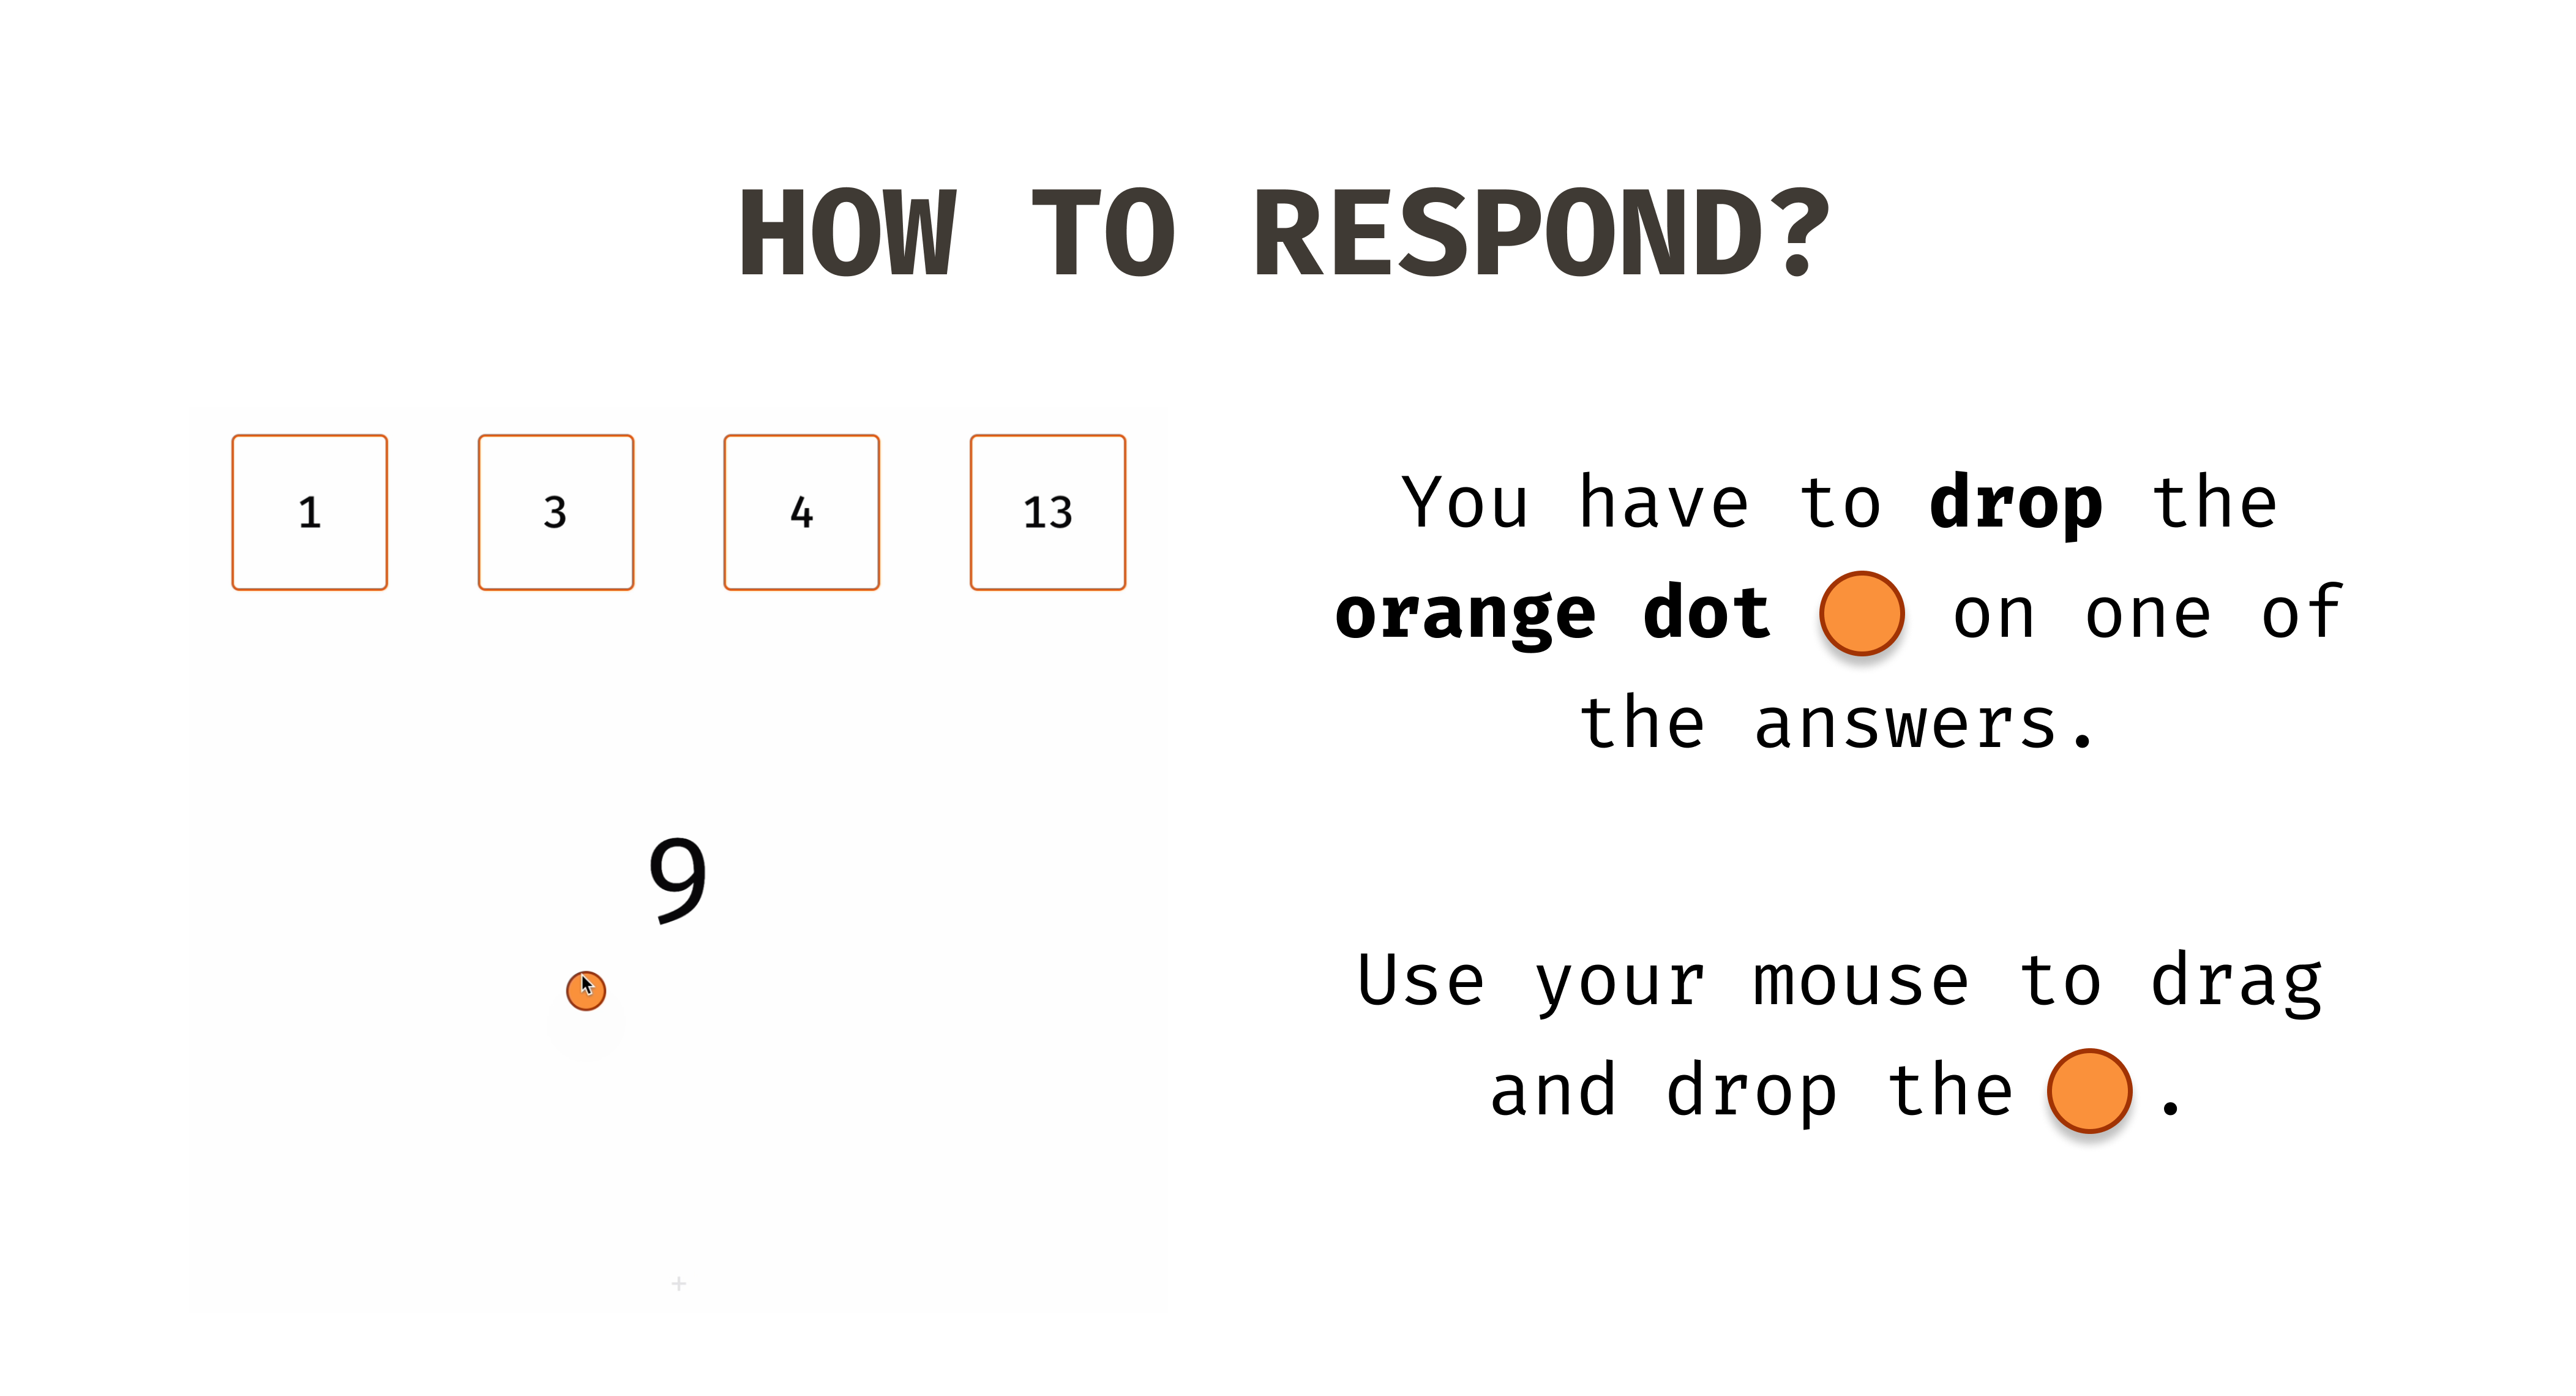 HOW TO RESPOND?
1 3 4 13
9
+
You have to drop the
orange dot on one of
the answers.
Use your mouse to drag
and drop the .